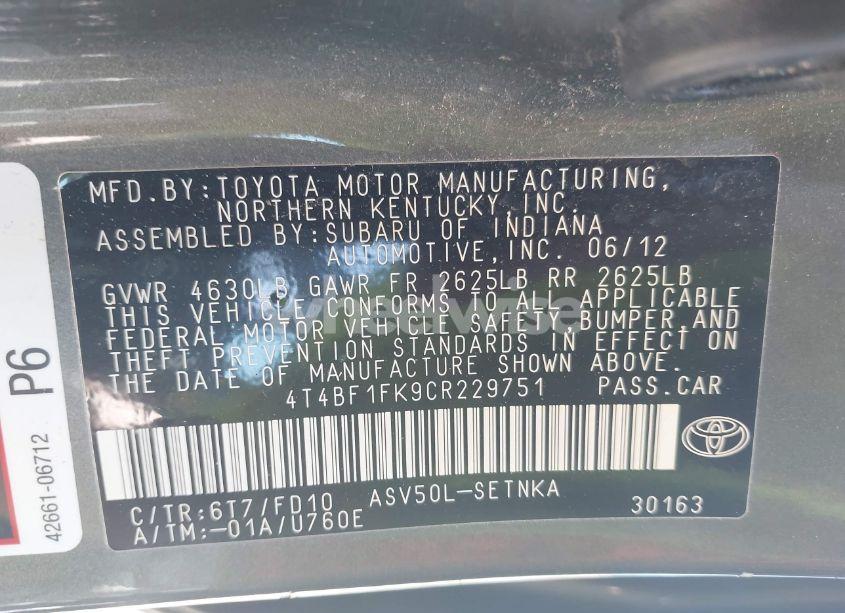 MFD.BY:TOYOTA MOTOR MANUFACTURING,
NORTHERN KENTUCKY,INC.
ASSEMBLED BY:SUBARU OF INDIANA
AUTOMOTIVE,INC. 06/12
GVWR 4630LB GAWR FR 2625LB RR 2625LB
THIS VEHICLE CONFORMS TO ALL APPLICABLE
FEDERAL MOTOR VEHICLE SAFETY,BUMPER,AND
THEFT PREVENTION STANDARDS IN EFFECT ON
THE DATE OF MANUFACTURE SHOWN ABOVE.
4T4BF1FK9CR229751 PASS.CAR
C/TR:6T7/FD10 ASV50L-SETNKA
A/TM:-01A/U760E 30163
P6
42661-06712